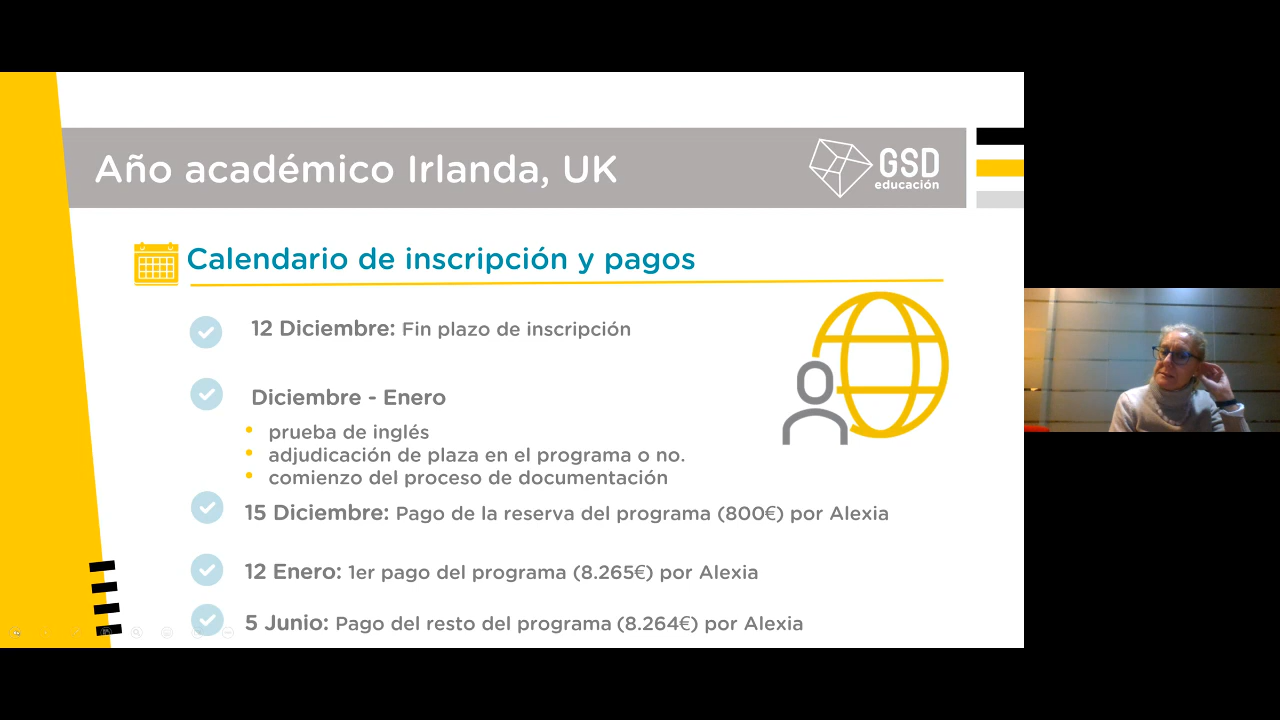 Año académico Irlanda, UK
GSD
educación
Calendario de inscripción y pagos
12 Diciembre: Fin plazo de inscripción
Diciembre - Enero
• prueba de inglés
• adjudicación de plaza en el programa o no.
• comienzo del proceso de documentación
15 Diciembre: Pago de la reserva del programa (800€) por Alexia
12 Enero: 1er pago del programa (8.265€) por Alexia
5 Junio: Pago del resto del programa (8.264€) por Alexia